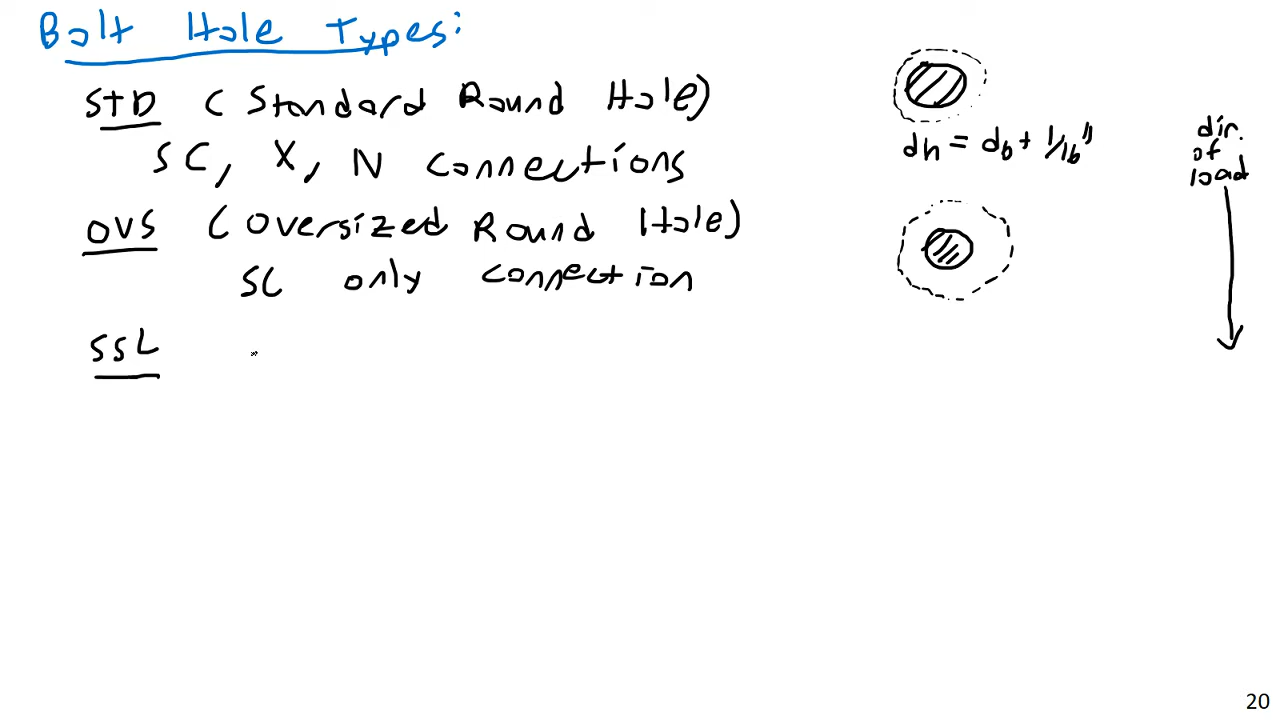 Bolt Hole Types:
STD (Standard Round Hole)
SC, X, N connections
dh = db + 1/16"
dir.
of
load
OVS (Oversized Round Hole)
SC only connection
SSL
20